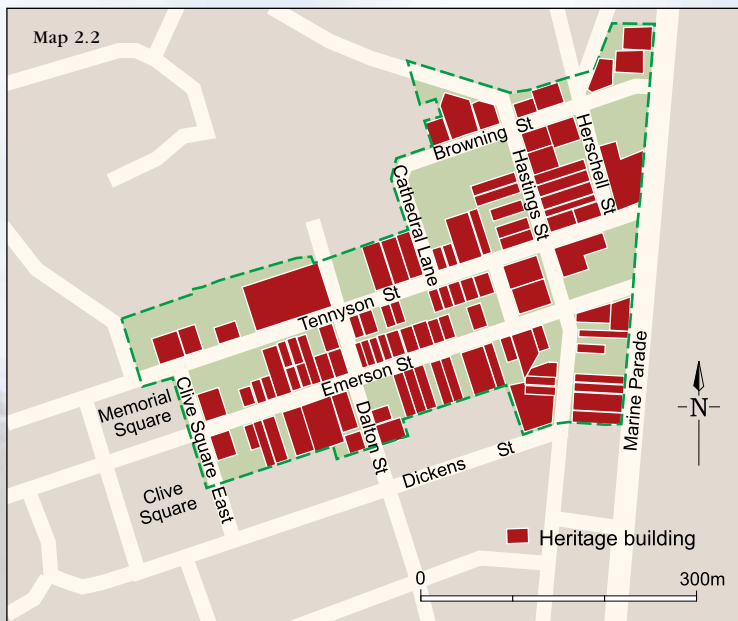 Map 2.2
Browning St
Herschell St
Hastings St
Cathedral Lane
Tennyson St
Emerson St
Memorial
Square
Clive Square East
Dalton St
Marine Parade
N
Clive
Square
Dickens St
Heritage building
0 300m